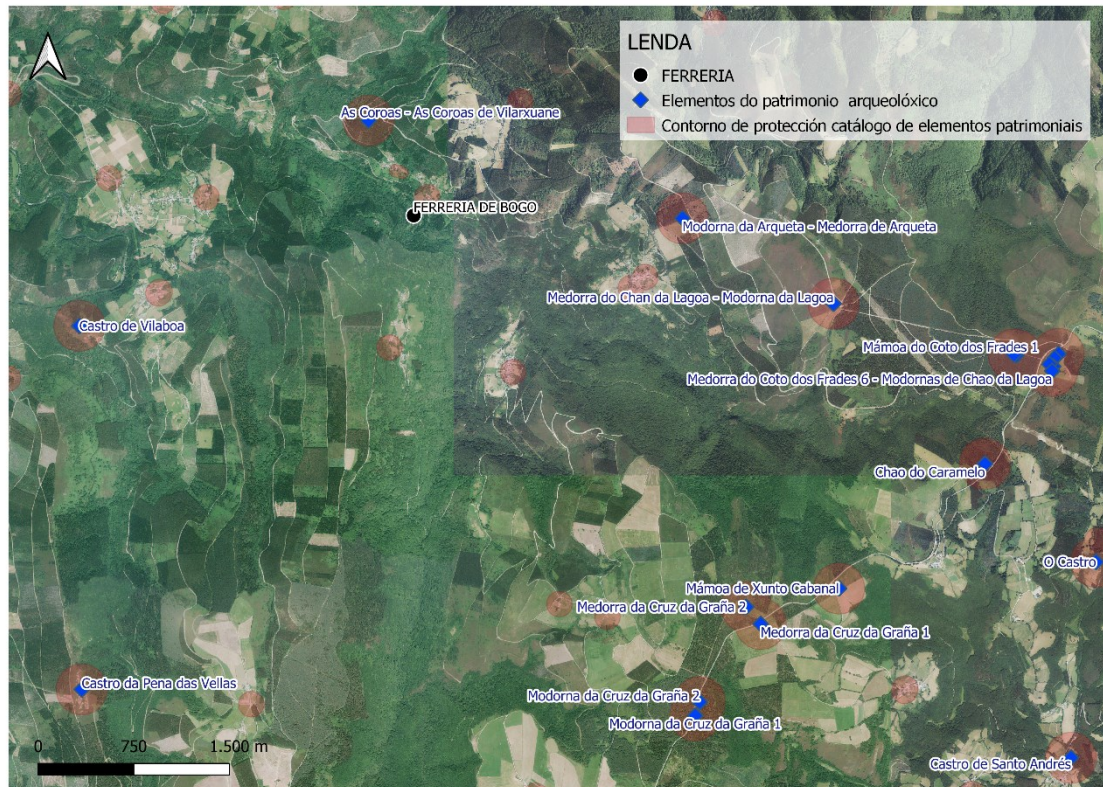 LENDA
FERRERIA
Elementos do patrimonio arqueolóxico
Contorno de protección catálogo de elementos patrimoniais
As Coroas - As Coroas de Vilarxuane
FERRERIA DE BOGO
Modorna da Arqueta - Medorra de Arqueta
Medorra do Chan da Lagoa - Modorna da Lagoa
Castro de Vilaboa
Mámoa do Coto dos Frades 1
Medorra do Coto dos Frades 6 - Modornas de Chao da Lagoa
Chao do Caramelo
O Castro
Mámoa de Xunto Cabanal
Medorra da Cruz da Graña 2
Medorra da Cruz da Graña 1
Castro da Pena das Vellas
Modorna da Cruz da Graña 2
Modorna da Cruz da Graña 1
0 750 1.500 m
Castro de Santo Andrés